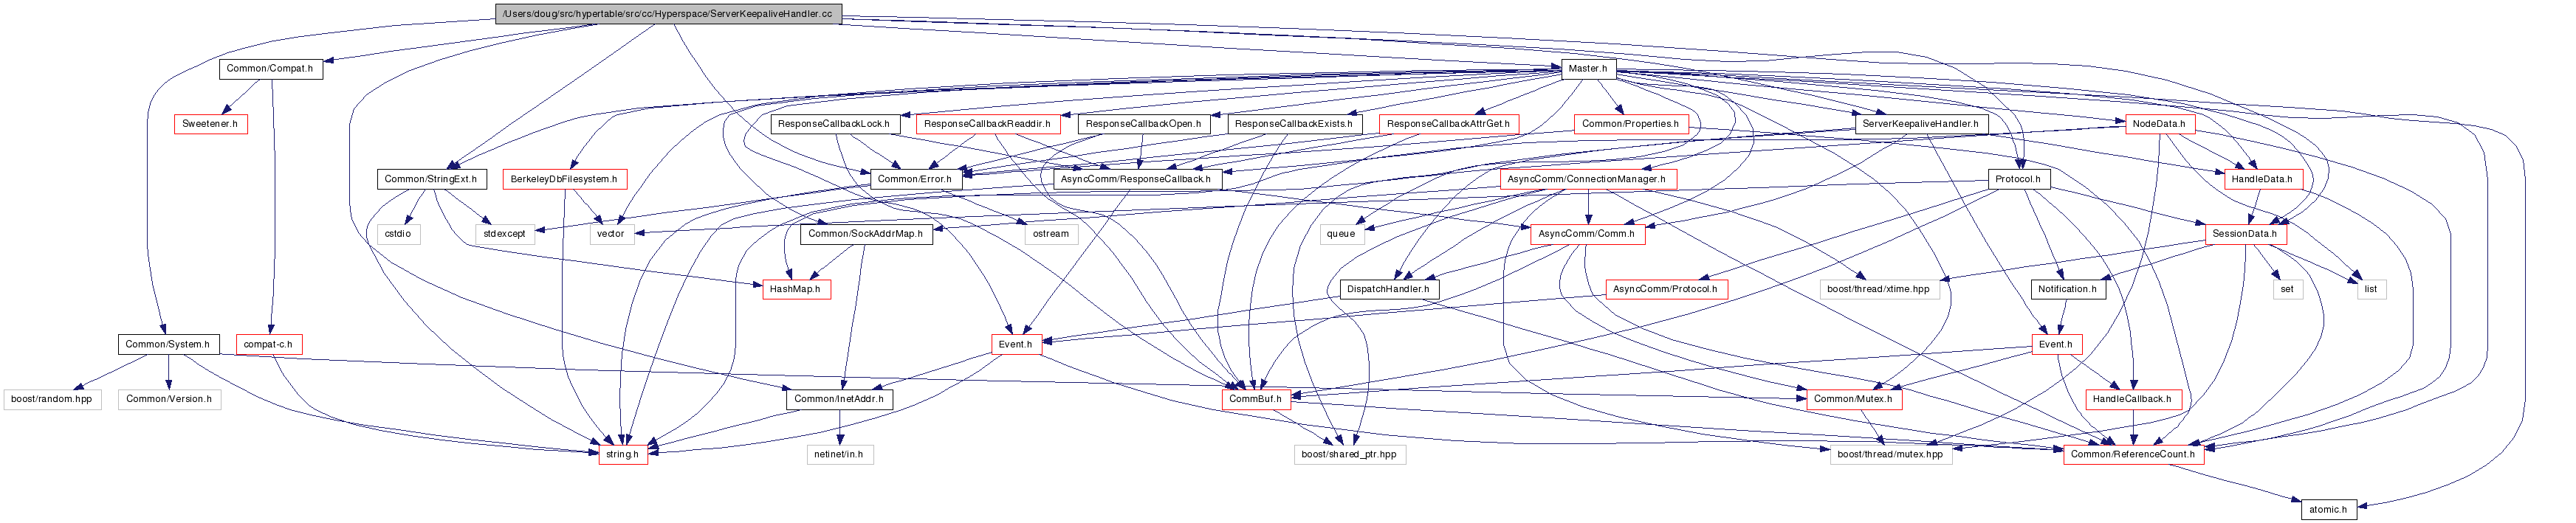 /Users/doug/src/hypertable/src/cc/Hyperspace/ServerKeepaliveHandler.cc
Common/Compat.h
Master.h
Sweetener.h
ResponseCallbackLock.h
ResponseCallbackReaddir.h
ResponseCallbackOpen.h
ResponseCallbackExists.h
ResponseCallbackAttrGet.h
Common/Properties.h
ServerKeepaliveHandler.h
NodeData.h
Common/StringExt.h
BerkeleyDbFilesystem.h
Common/Error.h
AsyncComm/ResponseCallback.h
AsyncComm/ConnectionManager.h
Protocol.h
HandleData.h
cstdio
stdexcept
vector
Common/SockAddrMap.h
ostream
queue
AsyncComm/Comm.h
SessionData.h
HashMap.h
DispatchHandler.h
AsyncComm/Protocol.h
boost/thread/xtime.hpp
Notification.h
set
list
Common/System.h
compat-c.h
Event.h
Event.h
boost/random.hpp
Common/Version.h
Common/InetAddr.h
CommBuf.h
Common/Mutex.h
HandleCallback.h
string.h
netinet/in.h
boost/shared_ptr.hpp
boost/thread/mutex.hpp
Common/ReferenceCount.h
atomic.h